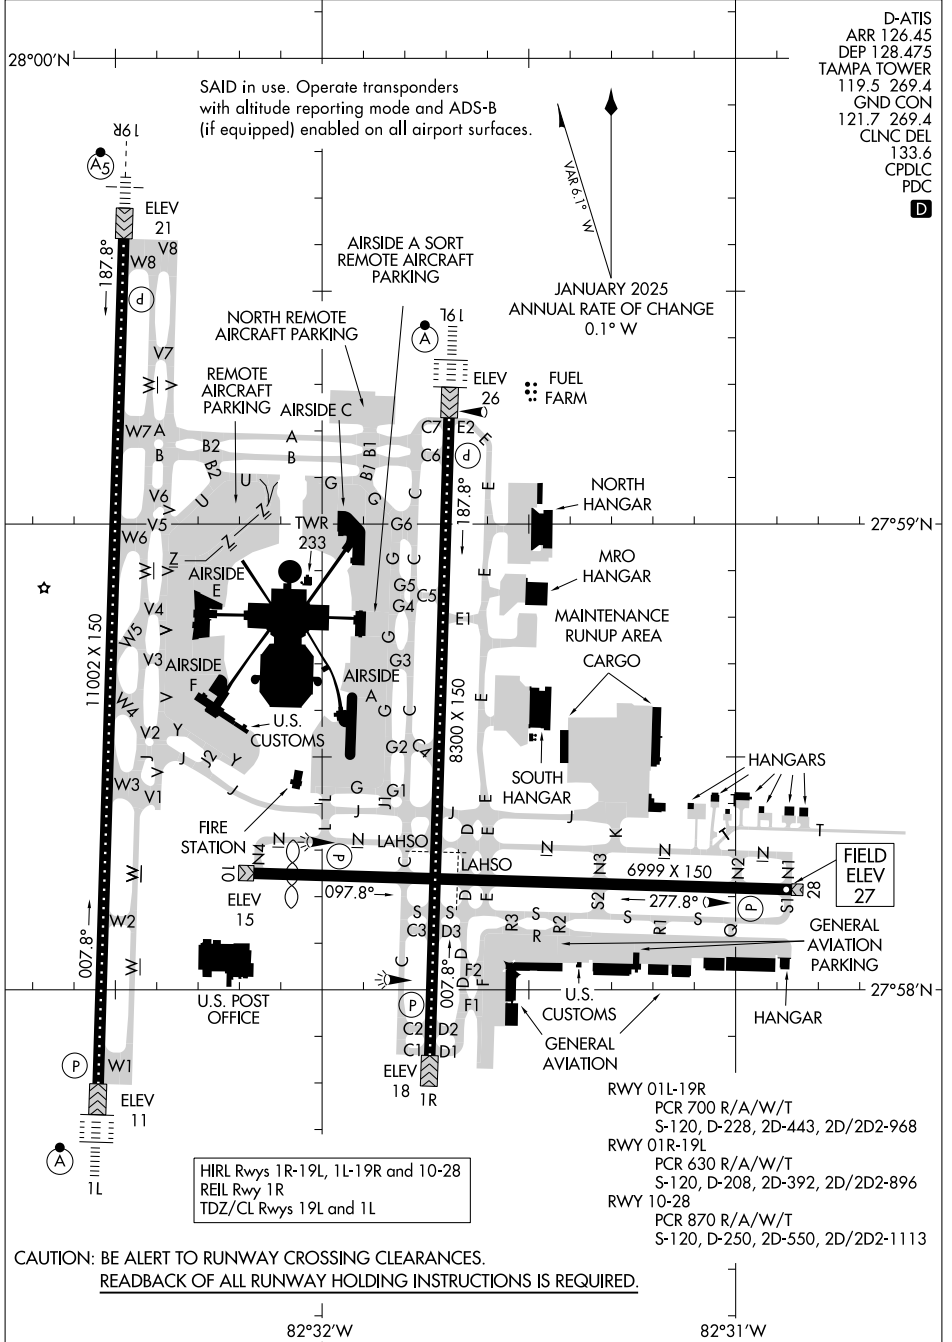 D-ATIS
ARR 126.45
DEP 128.475
TAMPA TOWER
119.5 269.4
GND CON
121.7 269.4
CLNC DEL
133.6
CPDLC
PDC
D
28°00'N
SAID in use. Operate transponders
with altitude reporting mode and ADS-B
(if equipped) enabled on all airport surfaces.
VAR 6.1° W
JANUARY 2025
ANNUAL RATE OF CHANGE
0.1° W
19R
A5
ELEV
21
187.8°
W8
V8
P
AIRSIDE A SORT
REMOTE AIRCRAFT
PARKING
NORTH REMOTE
AIRCRAFT PARKING
REMOTE
AIRCRAFT
PARKING
AIRSIDE C
19L
A
ELEV
26
FUEL
FARM
V7
W
V
W7
A
B
B2
B2
A
B
B1
B1
C7
E2
E
C6
P
187.8°
V6
V
V5
W6
U
U
G
G
C
E
G6
TWR
233
NORTH
HANGAR
27°59'N
Z
Z
Z
W
V
AIRSIDE
E
G
C
E
G5
C5
G4
E1
MRO
HANGAR
MAINTENANCE
RUNUP AREA
CARGO
11002 X 150
V4
W5
V
V3
G
G3
AIRSIDE
F
AIRSIDE
A
V
W4
G
C
E
8300 X 150
V2
Y
J
J
J2
Y
U.S.
CUSTOMS
G2
C4
SOUTH
HANGAR
HANGARS
W3
V
V1
J
G
G1
L
J
J1
J
E
J
T
T
FIRE
STATION
L
D
E
K
N4
N
N
P
LAHSO
C
LAHSO
N
N3
N2
N
N1
W
10
ELEV
15
097.8°
6999 X 150
277.8°
P
28
FIELD
ELEV
27
D
E
S2
S1
W2
007.8°
W
S
S
C3
D3
R3
S
R
R2
S
R1
S
Q
GENERAL
AVIATION
PARKING
U.S. POST
OFFICE
C
007.8°
D
D
F2
F
F1
P
U.S.
CUSTOMS
HANGAR
27°58'N
GENERAL
AVIATION
C2
D2
C1
D1
ELEV
18
1R
P
W1
ELEV
11
A
1L
RWY 01L-19R
PCR 700 R/A/W/T
S-120, D-228, 2D-443, 2D/2D2-968
RWY 01R-19L
PCR 630 R/A/W/T
S-120, D-208, 2D-392, 2D/2D2-896
RWY 10-28
PCR 870 R/A/W/T
S-120, D-250, 2D-550, 2D/2D2-1113
HIRL Rwys 1R-19L, 1L-19R and 10-28
REIL Rwy 1R
TDZ/CL Rwys 19L and 1L
CAUTION: BE ALERT TO RUNWAY CROSSING CLEARANCES.
READBACK OF ALL RUNWAY HOLDING INSTRUCTIONS IS REQUIRED.
82°32'W
82°31'W